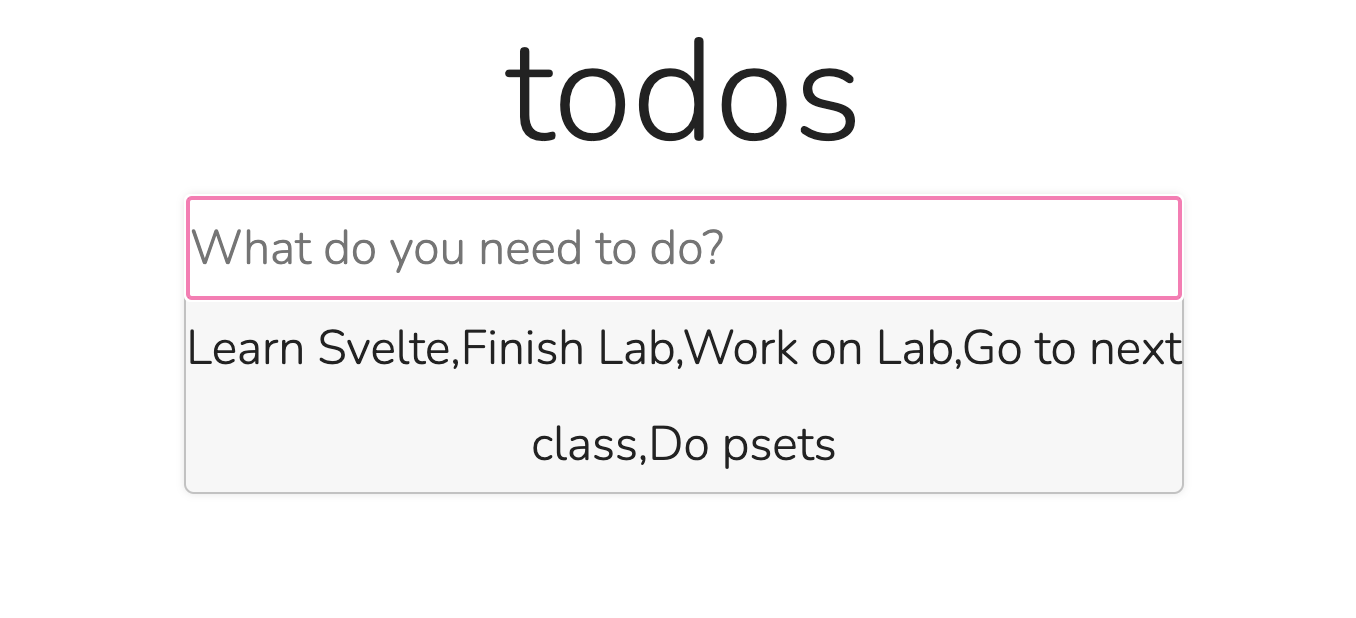 todos
What do you need to do?
Learn Svelte,Finish Lab,Work on Lab,Go to next
class,Do psets